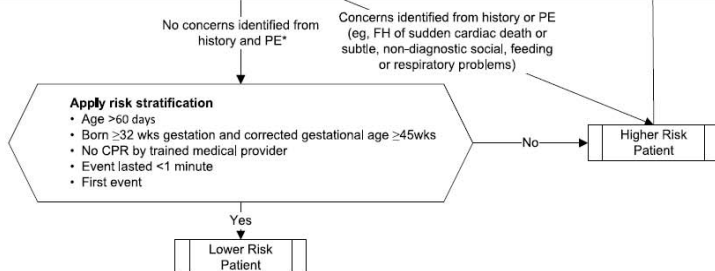 No concerns identified from
history and PE*
Concerns identified from history or PE
(eg, FH of sudden cardiac death or
subtle, non-diagnostic social, feeding
or respiratory problems)
Apply risk stratification
• Age >60 days
• Born ≥32 wks gestation and corrected gestational age ≥45wks
• No CPR by trained medical provider
• Event lasted <1 minute
• First event
No
Higher Risk
Patient
Yes
Lower Risk
Patient